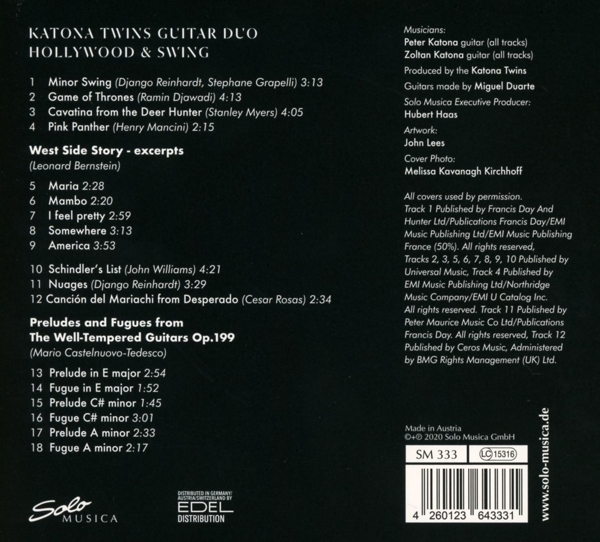 KATONA TWINS GUITAR DUO
HOLLYWOOD & SWING
1 Minor Swing (Django Reinhardt, Stephane Grapelli) 3:13
2 Game of Thrones (Ramin Djawadi) 4:13
3 Cavatina from the Deer Hunter (Stanley Myers) 4:05
4 Pink Panther (Henry Mancini) 2:15
West Side Story - excerpts
(Leonard Bernstein)
5 Maria 2:28
6 Mambo 2:20
7 I feel pretty 2:59
8 Somewhere 3:13
9 America 3:53
10 Schindler's List (John Williams) 4:21
11 Nuages (Django Reinhardt) 3:29
12 Canción del Mariachi from Desperado (Cesar Rosas) 2:34
Preludes and Fugues from
The Well-Tempered Guitars Op.199
(Mario Castelnuovo-Tedesco)
13 Prelude in E major 2:54
14 Fugue in E major 1:52
15 Prelude C# minor 1:45
16 Fugue C# minor 3:01
17 Prelude A minor 2:33
18 Fugue A minor 2:17
Solo
MUSICA
DISTRIBUTED IN GERMANY/
AUSTRIA/SWITZERLAND BY
EDEL
DISTRIBUTION
Musicians:
Peter Katona guitar (all tracks)
Zoltan Katona guitar (all tracks)
Produced by the Katona Twins
Guitars made by Miguel Duarte
Solo Musica Executive Producer:
Hubert Haas
Artwork:
John Lees
Cover Photo:
Melissa Kavanagh Kirchhoff
All covers used by permission.
Track 1 Published by Francis Day And
Hunter Ltd/Publications Francis Day/EMI
Music Publishing Ltd/EMI Music Publishing
France (50%). All rights reserved,
Tracks 2, 3, 5, 6, 7, 8, 9, 10 Published by
Universal Music, Track 4 Published by
EMI Music Publishing Ltd/Northridge
Music Company/EMI U Catalog Inc.
All rights reserved. Track 11 Published by
Peter Maurice Music Co Ltd/Publications
Francis Day. All rights reserved, Track 12
Published by Ceros Music, Administered
by BMG Rights Management (UK) Ltd.
Made in Austria
©+℗ 2020 Solo Musica GmbH
SM 333
LC 15316
4 260123 643331
www.solo-musica.de